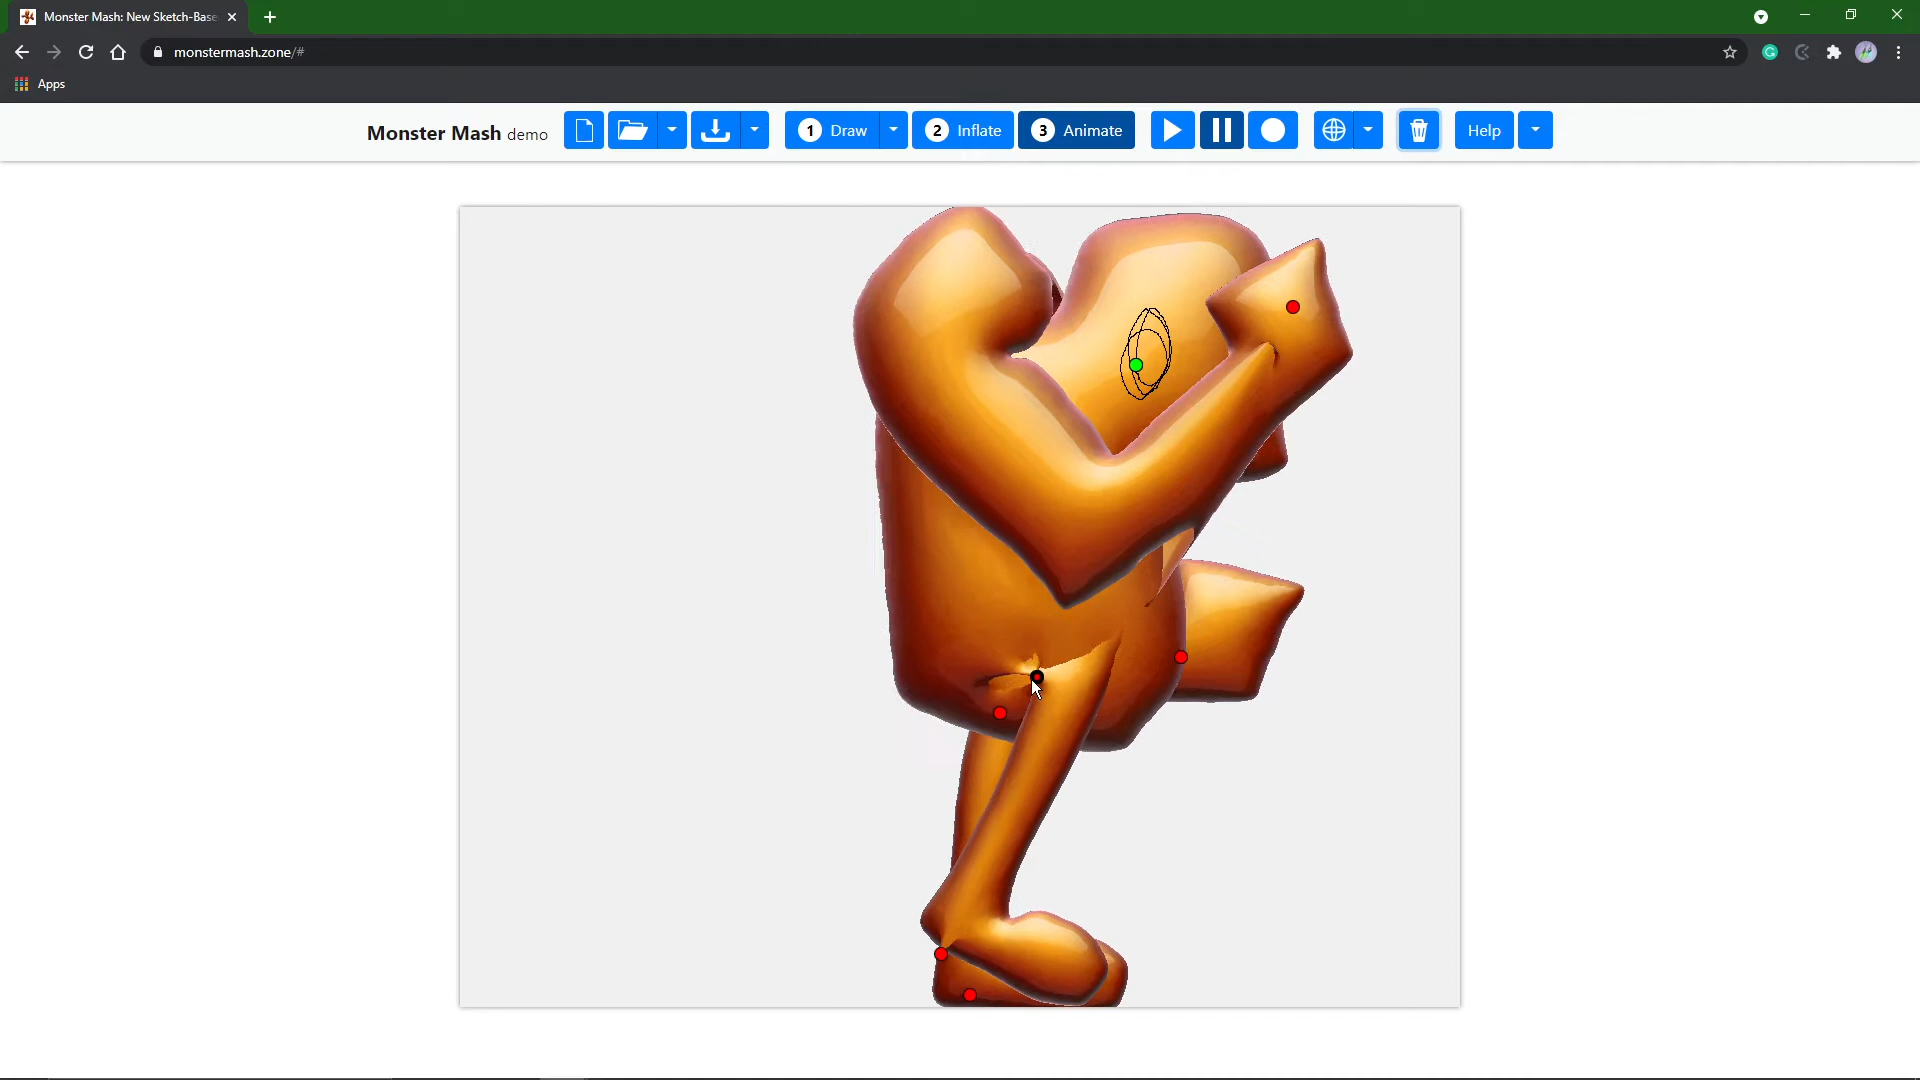 Monster Mash: New Sketch-Base
monstermash.zone/#
Apps
Monster Mash demo
1 Draw
2 Inflate
3 Animate
Help